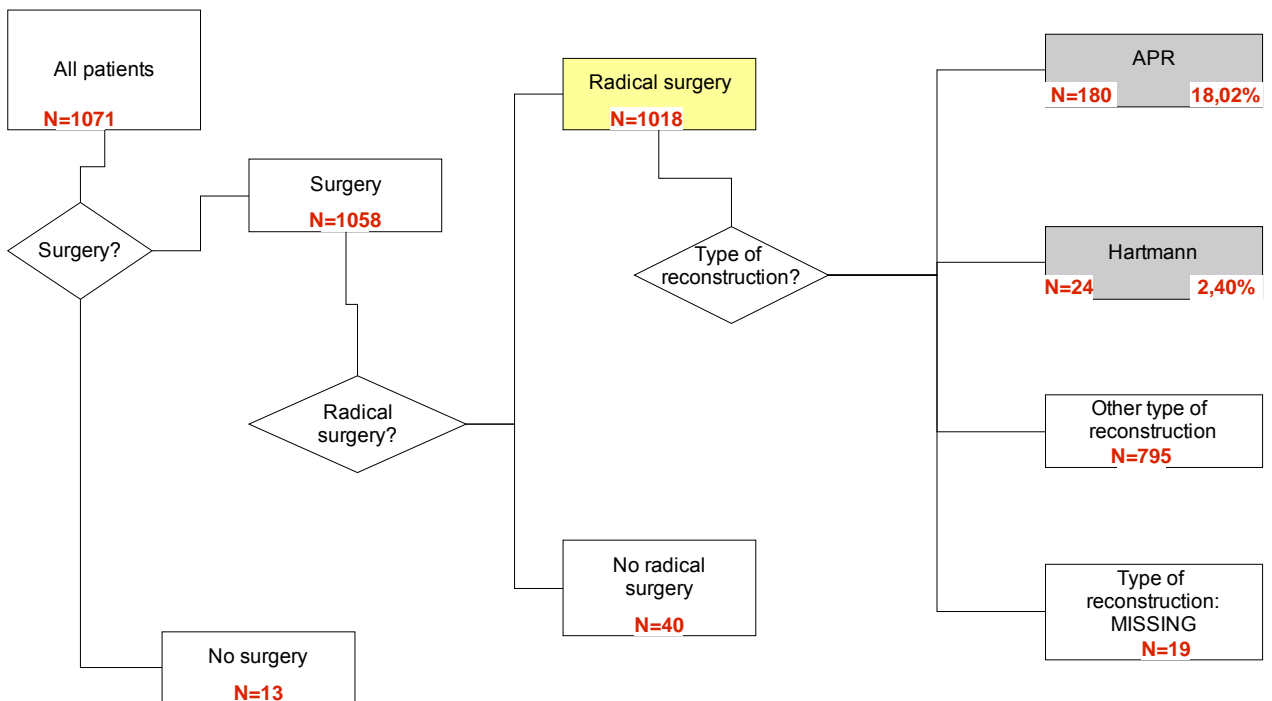 All patients
N=1071
Surgery?
Surgery
N=1058
Radical
surgery?
No surgery
N=13
Radical surgery
N=1018
No radical
surgery
N=40
Type of
reconstruction?
APR
N=180 18,02%
Hartmann
N=24 2,40%
Other type of
reconstruction
N=795
Type of
reconstruction:
MISSING
N=19